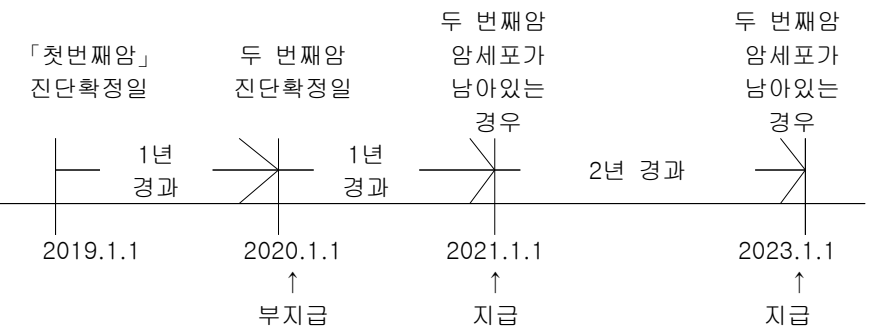 「첫번째암」
진단확정일
두 번째암
진단확정일
두 번째암
암세포가
남아있는
경우
두 번째암
암세포가
남아있는
경우
1년
경과
1년
경과
2년 경과
2019.1.1
2020.1.1
2021.1.1
2023.1.1
↑
↑
↑
부지급
지급
지급